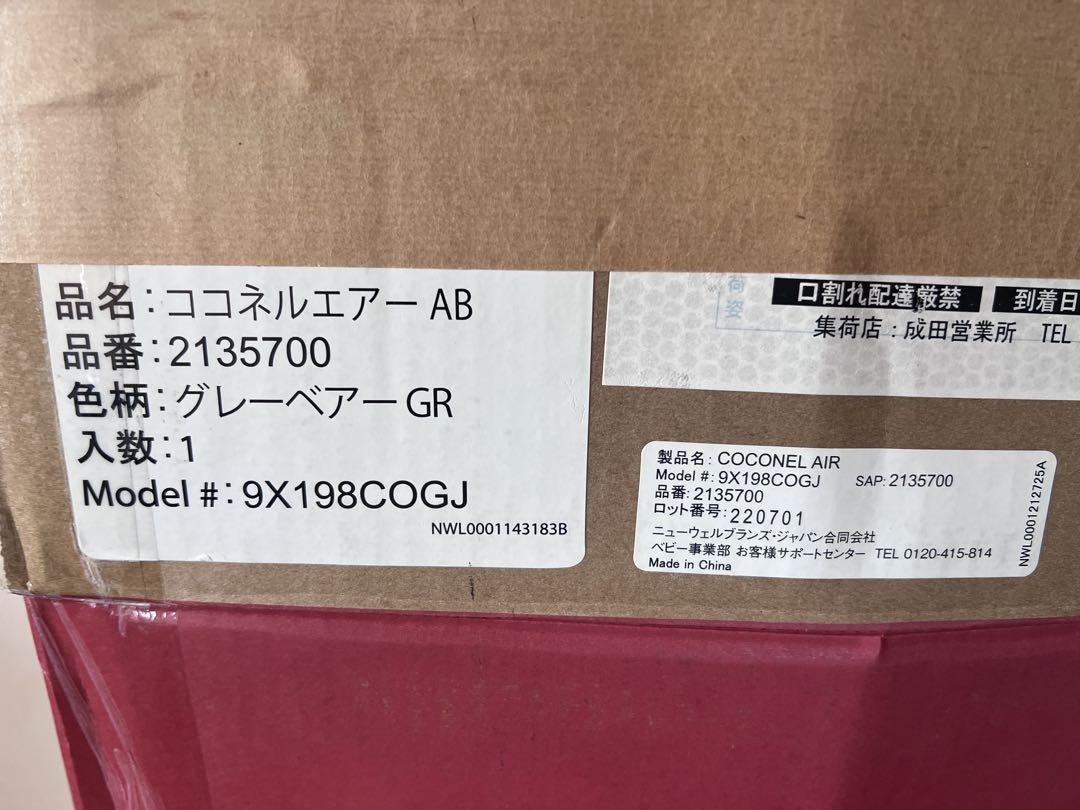 品名:ココネルエアー AB
品番:2135700
色柄:グレーベアー GR
入数:1
Model #: 9X198COGJ
NWL0001143183B
荷姿
口割れ配達厳禁 到着日
集荷店:成田営業所 TEL
製品名: COCONEL AIR
Model #: 9X198COGJ SAP: 2135700
品番: 2135700
ロット番号: 220701
ニューウェルブランズ・ジャパン合同会社
ベビー事業部 お客様サポートセンター TEL 0120-415-814
Made in China
NWL0001212725A